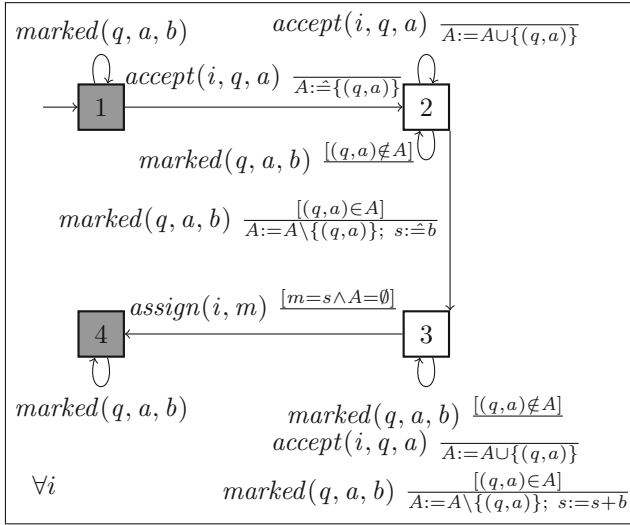 marked(q, a, b)
accept(i, q, a) A:=A∪{(q,a)}
accept(i, q, a) A:≙{(q,a)}
1
2
marked(q, a, b) [(q,a)∉A]
marked(q, a, b) [(q,a)∈A] / A:=A\{(q,a)}; s:≙b
assign(i, m) [m=s∧A=∅]
4
3
marked(q, a, b)
marked(q, a, b) [(q,a)∉A]
accept(i, q, a) A:=A∪{(q,a)}
marked(q, a, b) [(q,a)∈A] / A:=A\{(q,a)}; s:=s+b
∀i